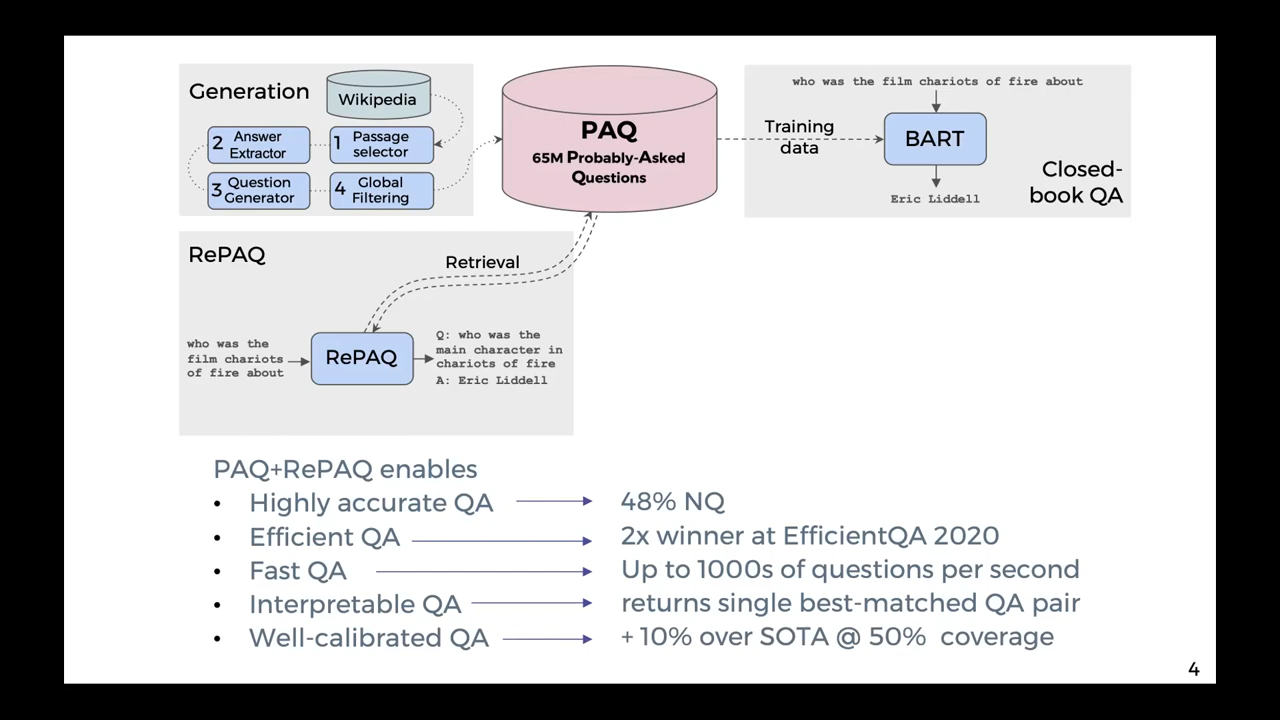 Generation
Wikipedia
2 Answer Extractor
1 Passage selector
3 Question Generator
4 Global Filtering
PAQ
65M Probably-Asked
Questions
Training
data
who was the film chariots of fire about
BART
Eric Liddell
Closed-
book QA
RePAQ
Retrieval
who was the
film chariots
of fire about
RePAQ
Q: who was the
main character in
chariots of fire
A: Eric Liddell
PAQ+RePAQ enables
• Highly accurate QA 48% NQ
• Efficient QA 2x winner at EfficientQA 2020
• Fast QA Up to 1000s of questions per second
• Interpretable QA returns single best-matched QA pair
• Well-calibrated QA + 10% over SOTA @ 50% coverage
4